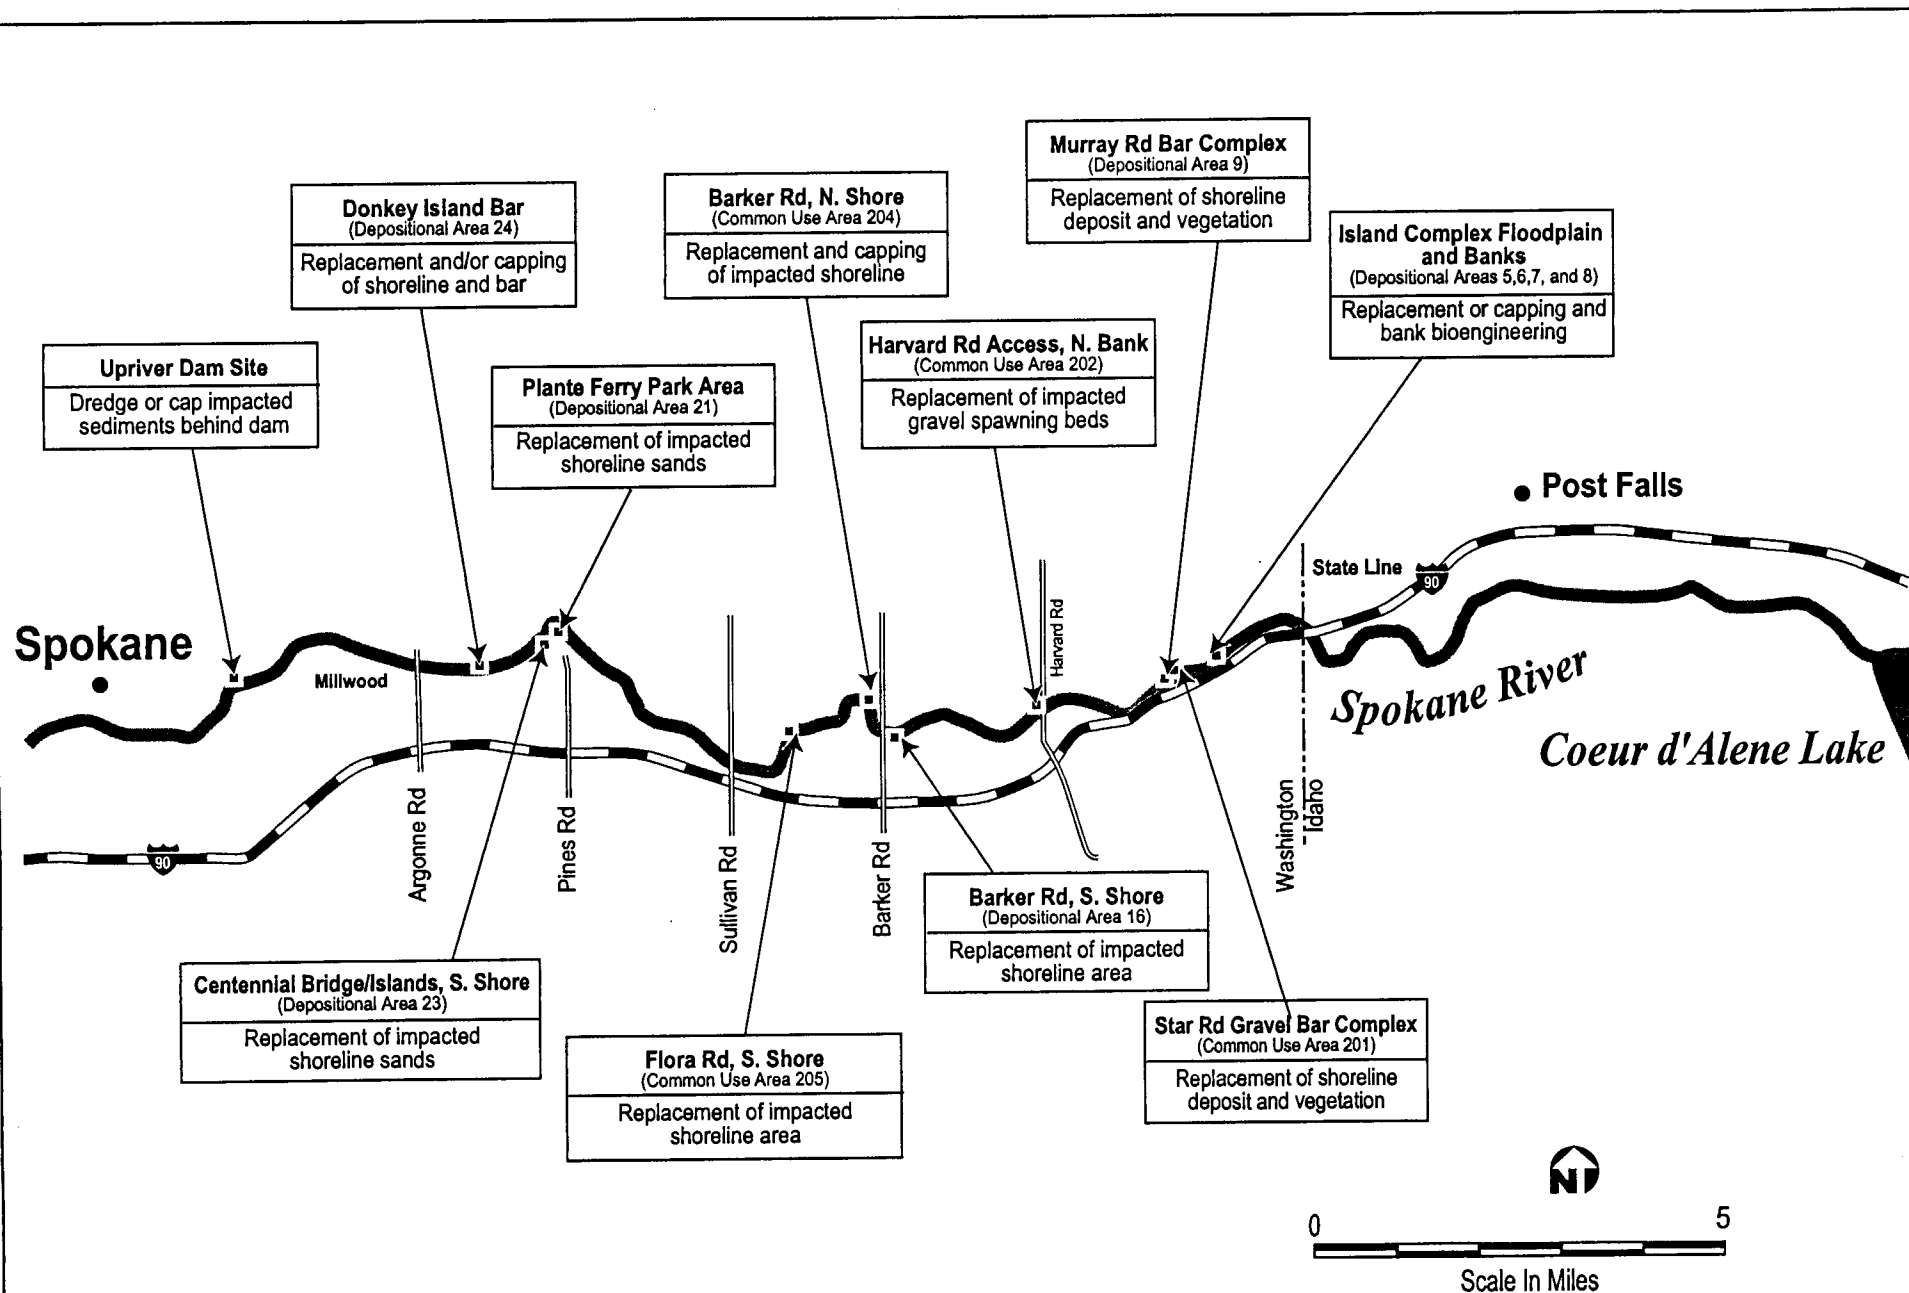 Murray Rd Bar Complex
(Depositional Area 9)
Replacement of shoreline
deposit and vegetation
Donkey Island Bar
(Depositional Area 24)
Replacement and/or capping
of shoreline and bar
Barker Rd, N. Shore
(Common Use Area 204)
Replacement and capping
of impacted shoreline
Island Complex Floodplain
and Banks
(Depositional Areas 5,6,7, and 8)
Replacement or capping and
bank bioengineering
Upriver Dam Site
Dredge or cap impacted
sediments behind dam
Plante Ferry Park Area
(Depositional Area 21)
Replacement of impacted
shoreline sands
Harvard Rd Access, N. Bank
(Common Use Area 202)
Replacement of impacted
gravel spawning beds
Post Falls
State Line
90
Harvard Rd
Spokane
Millwood
Spokane River
Coeur d'Alene Lake
Washington
Idaho
90
Argonne Rd
Pines Rd
Sullivan Rd
Barker Rd
Barker Rd, S. Shore
(Depositional Area 16)
Replacement of impacted
shoreline area
Centennial Bridge/Islands, S. Shore
(Depositional Area 23)
Replacement of impacted
shoreline sands
Flora Rd, S. Shore
(Common Use Area 205)
Replacement of impacted
shoreline area
Star Rd Gravel Bar Complex
(Common Use Area 201)
Replacement of shoreline
deposit and vegetation
N
0 5
Scale In Miles